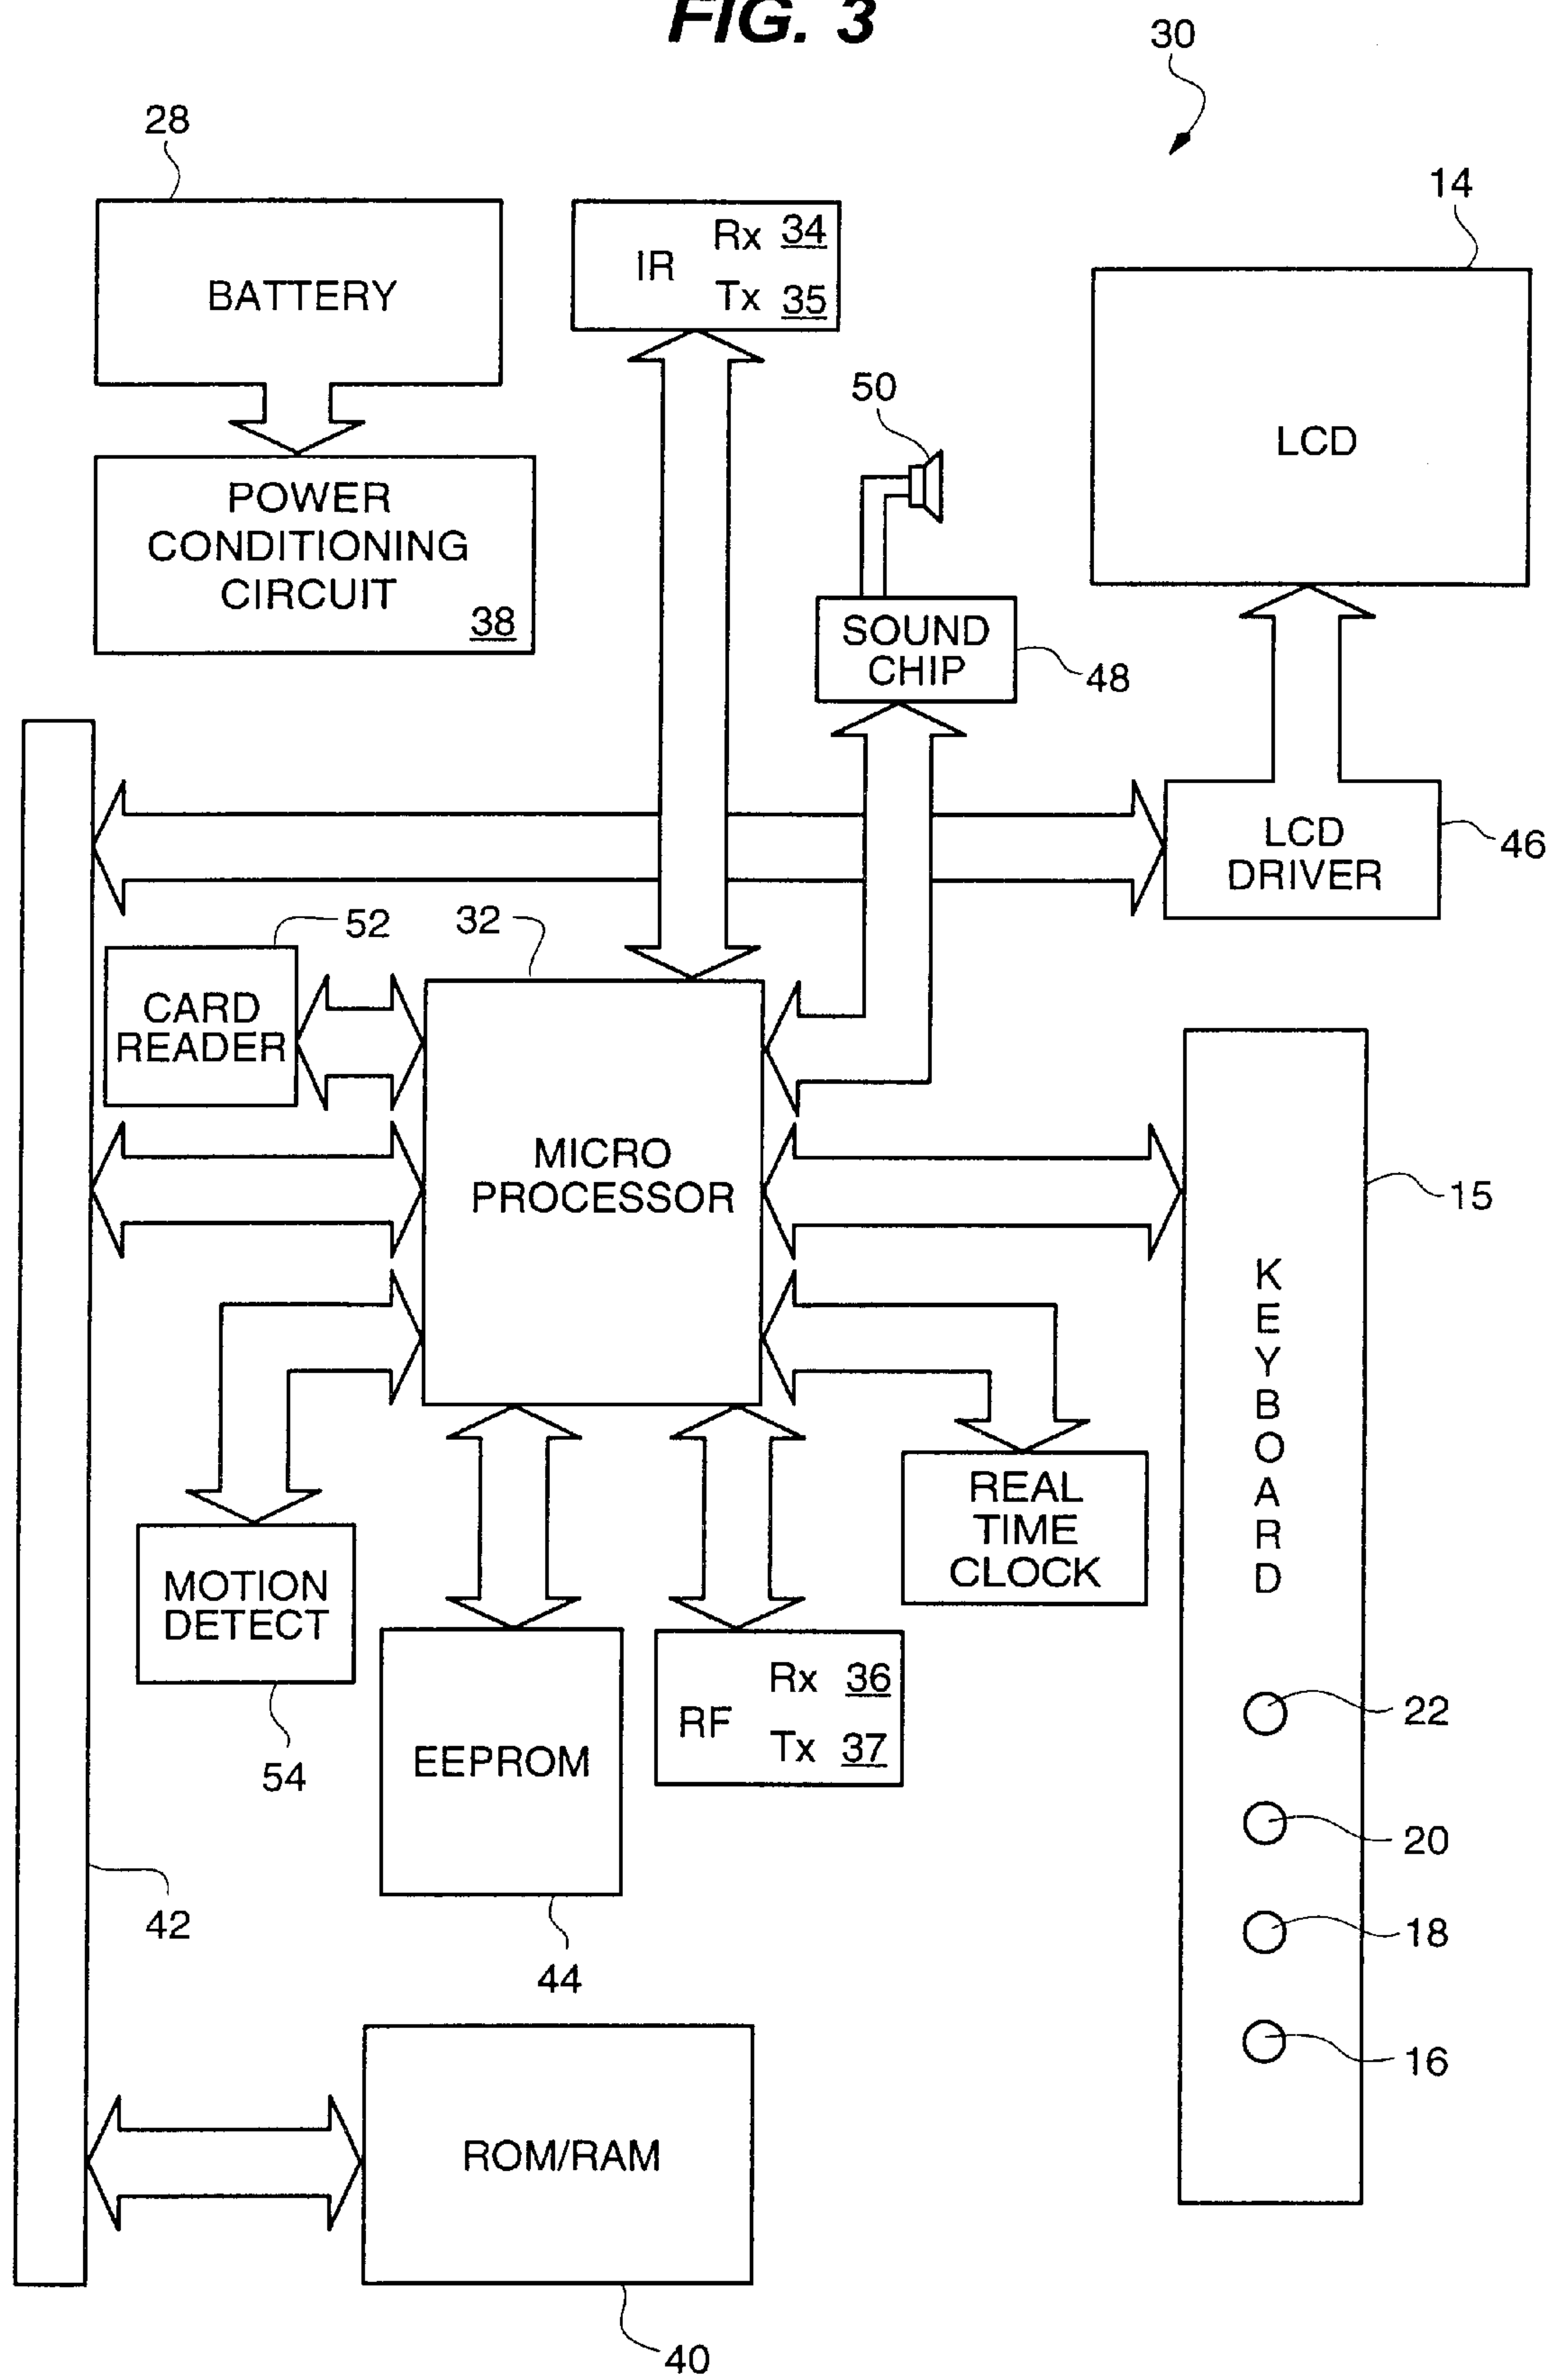 FIG. 3
30
28
14
BATTERY
IR
Rx 34
Tx 35
LCD
50
POWER
CONDITIONING
CIRCUIT
38
SOUND
CHIP
48
LCD
DRIVER
46
52
32
CARD
READER
MICRO
PROCESSOR
15
KEYBOARD
REAL
TIME
CLOCK
MOTION
DETECT
54
EEPROM
RF
Rx 36
Tx 37
22
20
18
16
42
44
ROM/RAM
40